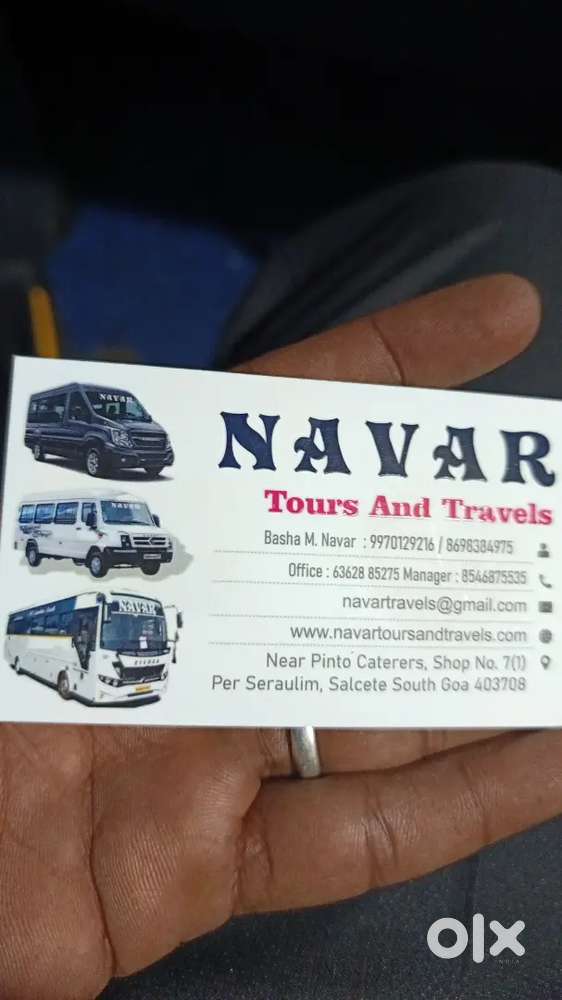 NAVAR
Tours And Travels
Basha M. Navar : 9970129216 / 8698384975
Office : 63628 85275 Manager : 8546875535
navartravels@gmail.com
www.navartoursandtravels.com
Near Pinto Caterers, Shop No. 7(1)
Per Seraulim, Salcete South Goa 403708
NAVAR
NAVAR
NAVAR
olx
INDIA